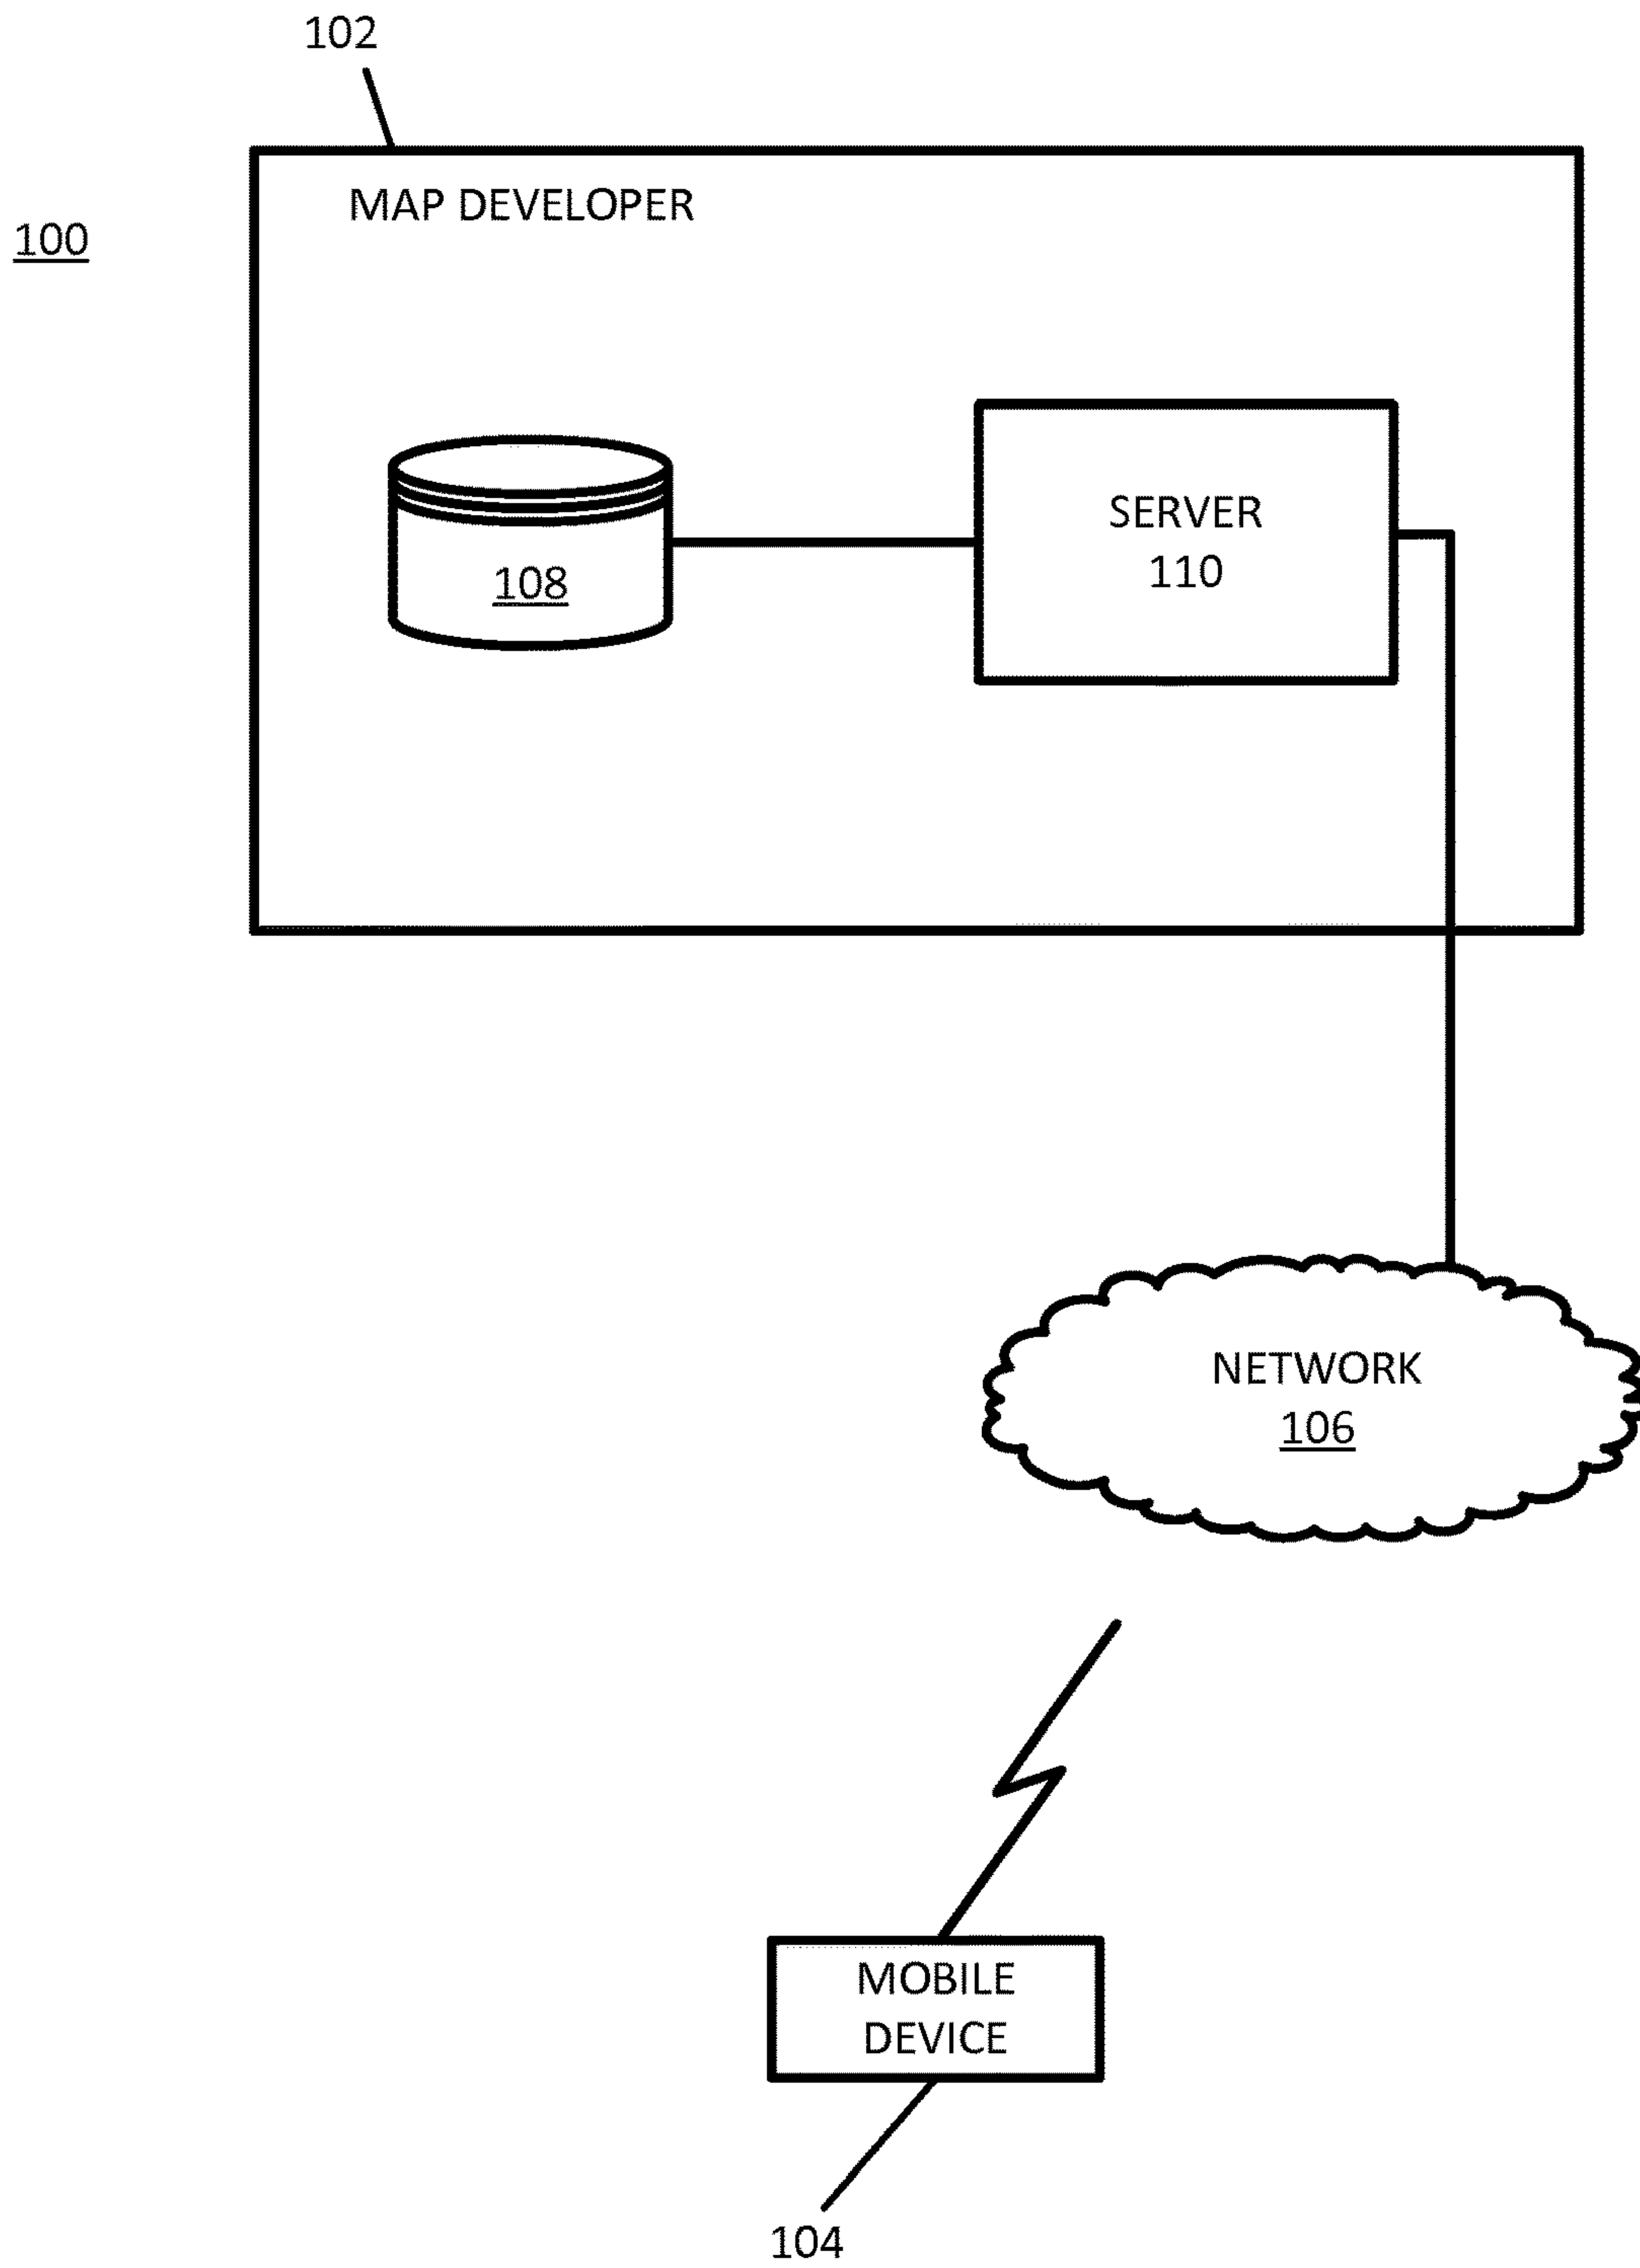 102
MAP DEVELOPER
100
SERVER
110
108
NETWORK
106
MOBILE
DEVICE
104